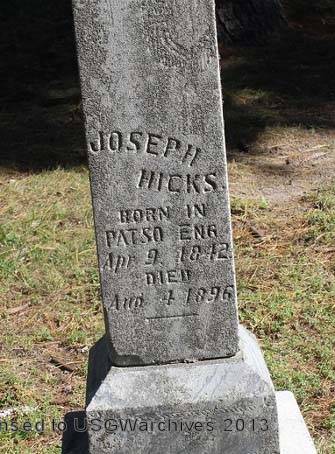 JOSEPH
HICKS
BORN IN
PATSO ENG
Apr 9, 1842
DIED
Aug 4 1896
nsed to USGWarchives 2013